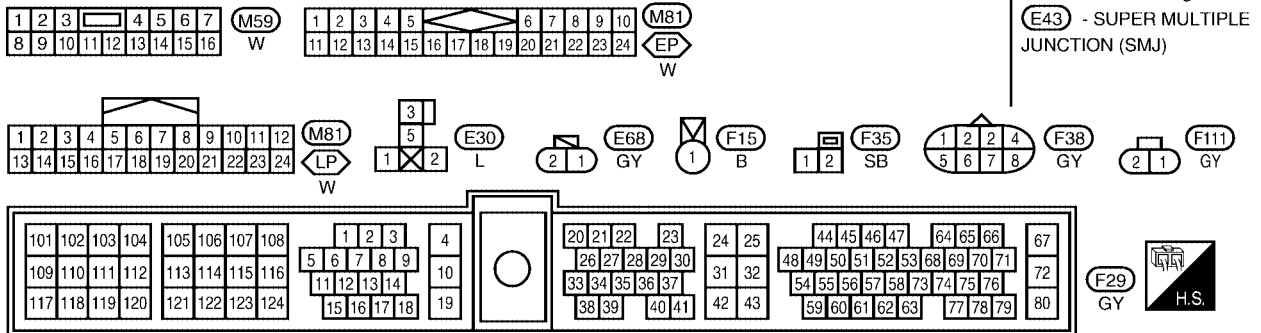 1 2 3 4 5 6 7 M59
8 9 10 11 12 13 14 15 16 W
1 2 3 4 5 6 7 8 9 10 M81
11 12 13 14 15 16 17 18 19 20 21 22 23 24 EP
W
E43 - SUPER MULTIPLE
JUNCTION (SMJ)
1 2 3 4 5 6 7 8 9 10 11 12 M81
13 14 15 16 17 18 19 20 21 22 23 24 LP
W
3
5
1 2
E30
L
2 1
E68
GY
1
F15
B
1 2
F35
SB
1 2 2 4
5 6 7 8
F38
GY
2 1
F111
GY
101 102 103 104 105 106 107 108 1 2 3 4
109 110 111 112 113 114 115 116 5 6 7 8 9 10
117 118 119 120 121 122 123 124 11 12 13 14
15 16 17 18 19
20 21 22 23 24 25
26 27 28 29 30 31 32
33 34 35 36 37
38 39 40 41 42 43
44 45 46 47 64 65 66 67
48 49 50 51 52 53 68 69 70 71 72
54 55 56 57 58 73 74 75 76
59 60 61 62 63 77 78 79 80
F29
GY
H.S.